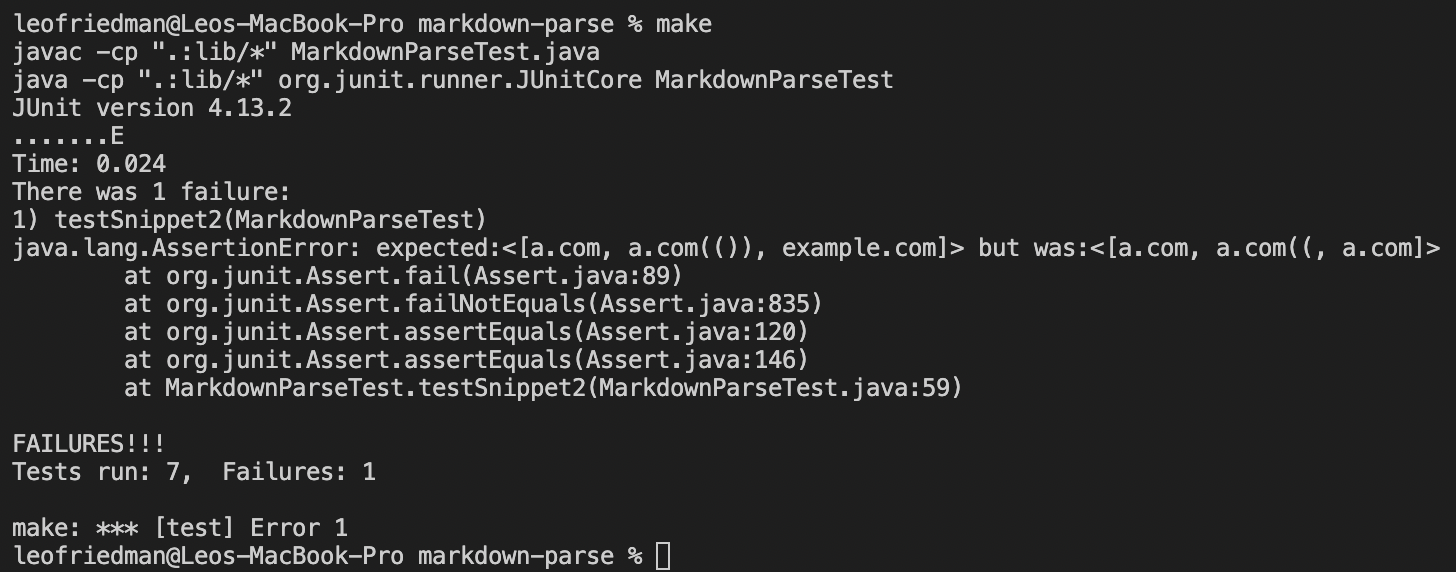 leofriedman@Leos-MacBook-Pro markdown-parse % make
javac -cp ".:lib/*" MarkdownParseTest.java
java -cp ".:lib/*" org.junit.runner.JUnitCore MarkdownParseTest
JUnit version 4.13.2
.......E
Time: 0.024
There was 1 failure:
1) testSnippet2(MarkdownParseTest)
java.lang.AssertionError: expected:<[a.com, a.com(()), example.com]> but was:<[a.com, a.com((, a.com]>
        at org.junit.Assert.fail(Assert.java:89)
        at org.junit.Assert.failNotEquals(Assert.java:835)
        at org.junit.Assert.assertEquals(Assert.java:120)
        at org.junit.Assert.assertEquals(Assert.java:146)
        at MarkdownParseTest.testSnippet2(MarkdownParseTest.java:59)
FAILURES!!!
Tests run: 7,  Failures: 1
make: *** [test] Error 1
leofriedman@Leos-MacBook-Pro markdown-parse %